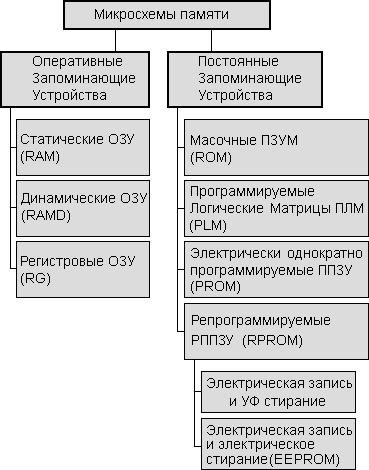 Микросхемы памяти
Оперативные
Запоминающие
Устройства
Статические ОЗУ
(RAM)
Динамические ОЗУ
(RAMD)
Регистровые ОЗУ
(RG)
Постоянные
Запоминающие
Устройства
Масочные ПЗУМ
(ROM)
Программируемые
Логические Матрицы ПЛМ
(PLM)
Электрически однократно
программируемые ППЗУ
(PROM)
Репрограммируемые
РППЗУ (RPROM)
Электрическая запись
и УФ стирание
Электрическая запись
и электрическое
стирание(EEPROM)